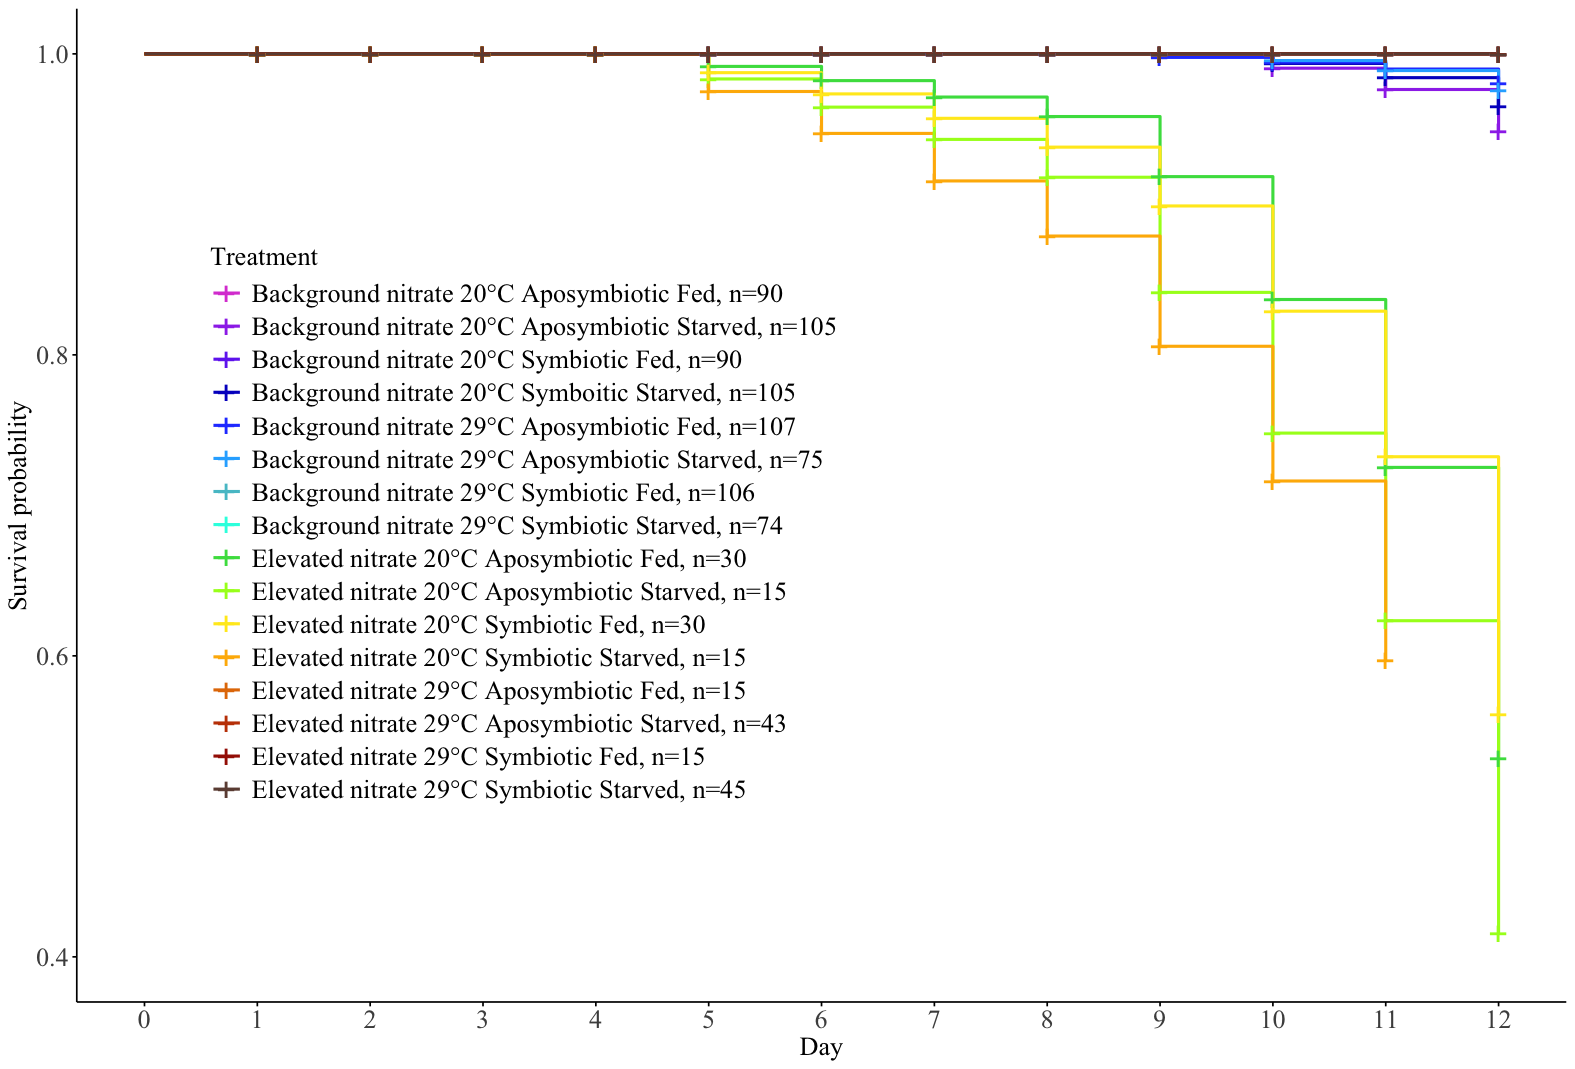 1.0
0.8
0.6
0.4
Survival probability
Treatment
Background nitrate 20°C Aposymbiotic Fed, n=90
Background nitrate 20°C Aposymbiotic Starved, n=105
Background nitrate 20°C Symbiotic Fed, n=90
Background nitrate 20°C Symboitic Starved, n=105
Background nitrate 29°C Aposymbiotic Fed, n=107
Background nitrate 29°C Aposymbiotic Starved, n=75
Background nitrate 29°C Symbiotic Fed, n=106
Background nitrate 29°C Symbiotic Starved, n=74
Elevated nitrate 20°C Aposymbiotic Fed, n=30
Elevated nitrate 20°C Aposymbiotic Starved, n=15
Elevated nitrate 20°C Symbiotic Fed, n=30
Elevated nitrate 20°C Symbiotic Starved, n=15
Elevated nitrate 29°C Aposymbiotic Fed, n=15
Elevated nitrate 29°C Aposymbiotic Starved, n=43
Elevated nitrate 29°C Symbiotic Fed, n=15
Elevated nitrate 29°C Symbiotic Starved, n=45
0 1 2 3 4 5 6 7 8 9 10 11 12
Day